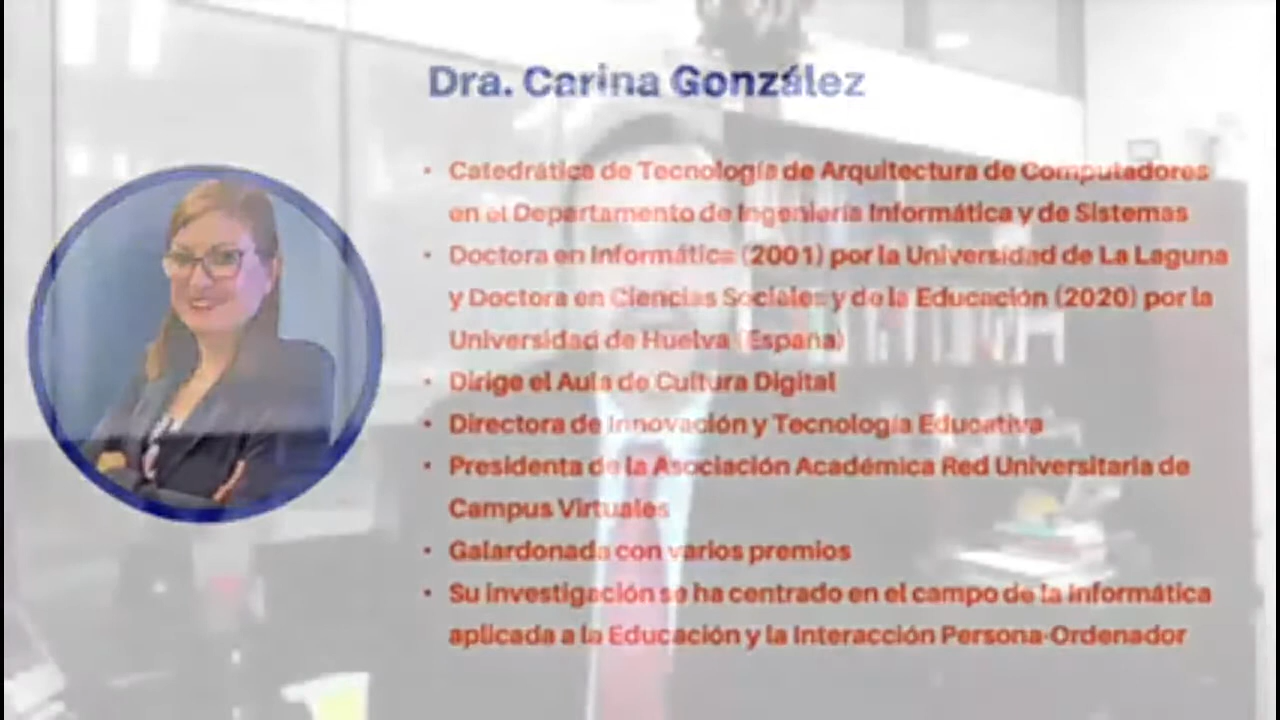 Dra. Carina González
• Catedrática de Tecnología de Arquitectura de Computadores
en el Departamento de Ingeniería Informática y de Sistemas
• Doctora en Informática (2001) por la Universidad de La Laguna
y Doctora en Ciencias Sociales y de la Educación (2020) por la
Universidad de Huelva (España)
• Dirige el Aula de Cultura Digital
• Directora de Innovación y Tecnología Educativa
• Presidenta de la Asociación Académica Red Universitaria de
Campus Virtuales
• Galardonada con varios premios
• Su investigación se ha centrado en el campo de la Informática
aplicada a la Educación y la Interacción Persona-Ordenador